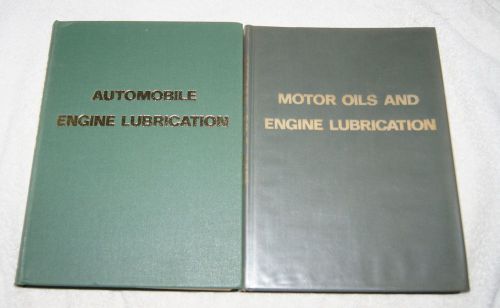 AUTOMOBILE
ENGINE LUBRICATION
MOTOR OILS AND
ENGINE LUBRICATION